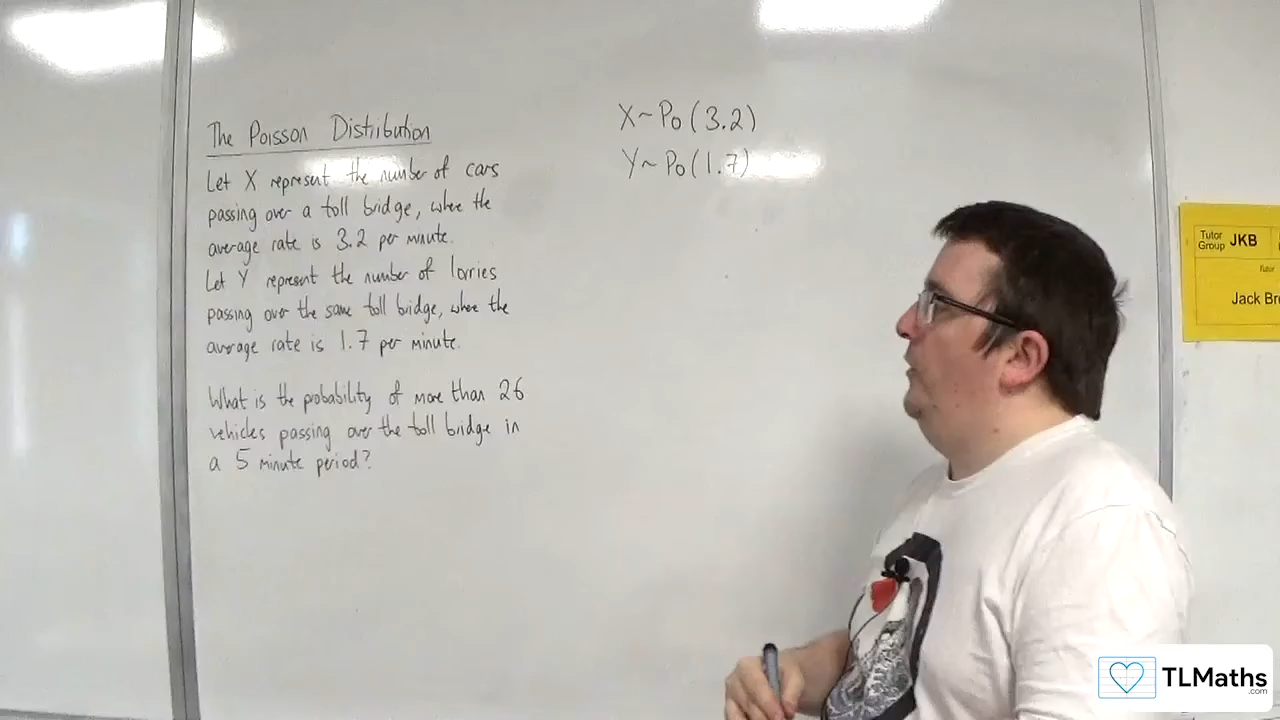 The Poisson Distribution
Let X represent the number of cars
passing over a toll bridge, where the
average rate is 3.2 per minute.
Let Y represent the number of lorries
passing over the same toll bridge, where the
average rate is 1.7 per minute.
What is the probability of more than 26
vehicles passing over the toll bridge in
a 5 minute period?
X~Po(3.2)
Y~Po(1.7)
Tutor
Group JKB
Tutor
Jack Br
TLMaths
.com